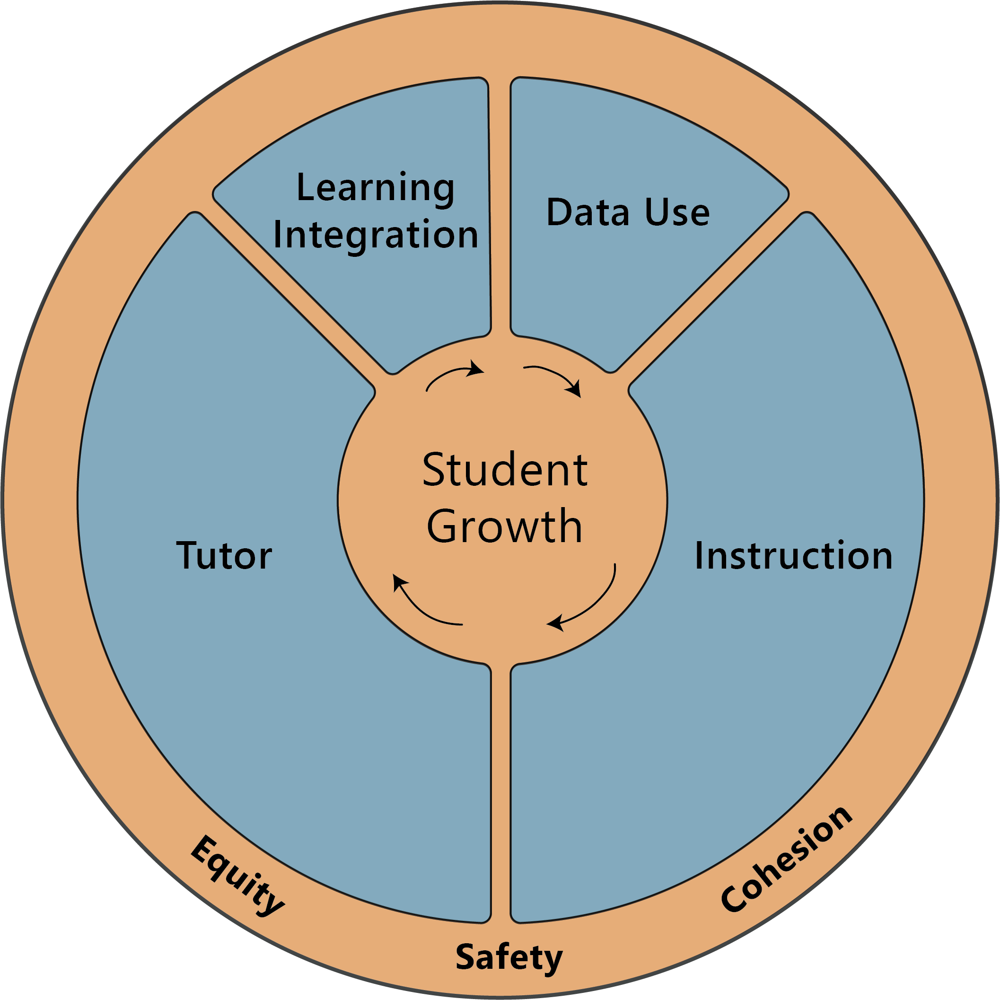 Learning
Integration
Data Use
Student
Growth
Tutor
Instruction
Equity
Safety
Cohesion